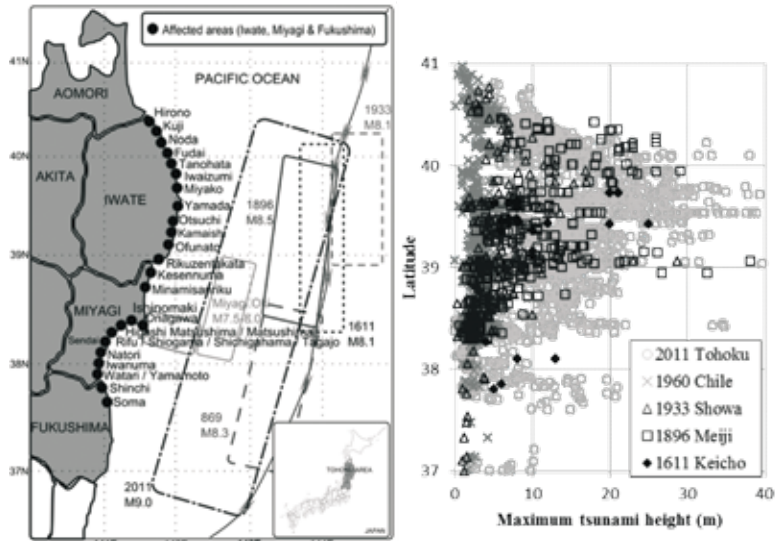 Affected areas (Iwate, Miyagi & Fukushima)
41N
PACIFIC OCEAN
AOMORI
1933
M8.1
Hirono
Kuji
Noda
Fudai
Tanohata
Iwaizumi
Miyako
Yamada
Otsuchi
Kamaishi
Ofunato
Rikuzentakata
Kesennuma
Minamisanriku
40N
AKITA
IWATE
1896
M8.5
39N
MIYAGI
Miyagi Oki
M7.5/8.0
Ishinomaki
Onagawa
Higashi Matsushima / Matsushima
Rifu / Shiogama / Shichigahama / Tagajo
Sendai
Natori
Iwanuma
Watari / Yamamoto
Shinchi
Soma
1611
M8.1
38N
FUKUSHIMA
869
M8.3
37N
2011
M9.0
JAPAN
41
40
39
38
37
Latitude
2011 Tohoku
1960 Chile
1933 Showa
1896 Meiji
1611 Keicho
0 10 20 30 40
Maximum tsunami height (m)